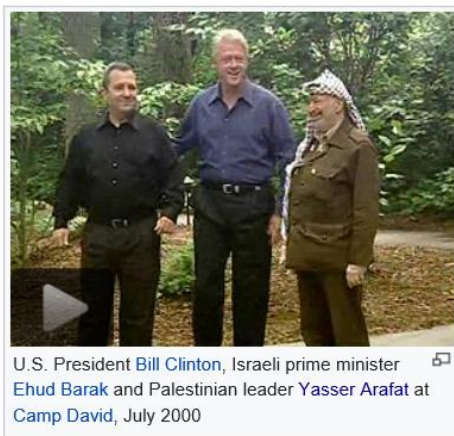 U.S. President Bill Clinton, Israeli prime minister
Ehud Barak and Palestinian leader Yasser Arafat at
Camp David, July 2000